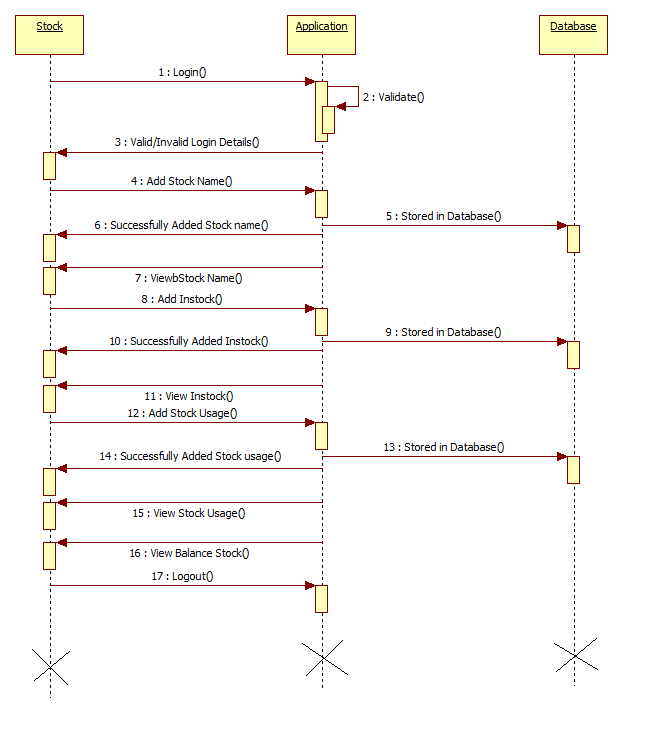 Stock
Application
Database
1 : Login()
2 : Validate()
3 : Valid/Invalid Login Details()
4 : Add Stock Name()
5 : Stored in Database()
6 : Successfully Added Stock name()
7 : ViewbStock Name()
8 : Add Instock()
9 : Stored in Database()
10 : Successfully Added Instock()
11 : View Instock()
12 : Add Stock Usage()
13 : Stored in Database()
14 : Successfully Added Stock usage()
15 : View Stock Usage()
16 : View Balance Stock()
17 : Logout()